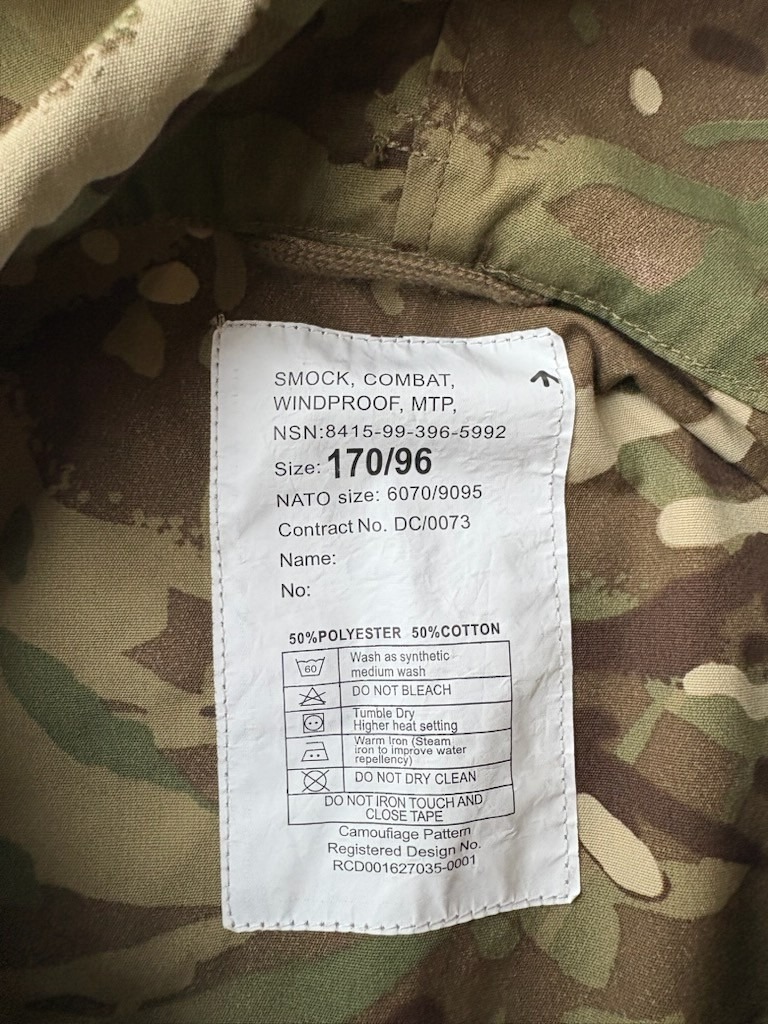 SMOCK, COMBAT,
WINDPROOF, MTP,
NSN:8415-99-396-5992
Size: 170/96
NATO size: 6070/9095
Contract No. DC/0073
Name:
No:
50%POLYESTER 50%COTTON
60
Wash as synthetic
medium wash
DO NOT BLEACH
Tumble Dry
Higher heat setting
Warm Iron (Steam
iron to improve water
repellency)
DO NOT DRY CLEAN
DO NOT IRON TOUCH AND
CLOSE TAPE
Camouflage Pattern
Registered Design No.
RCD001627035-0001